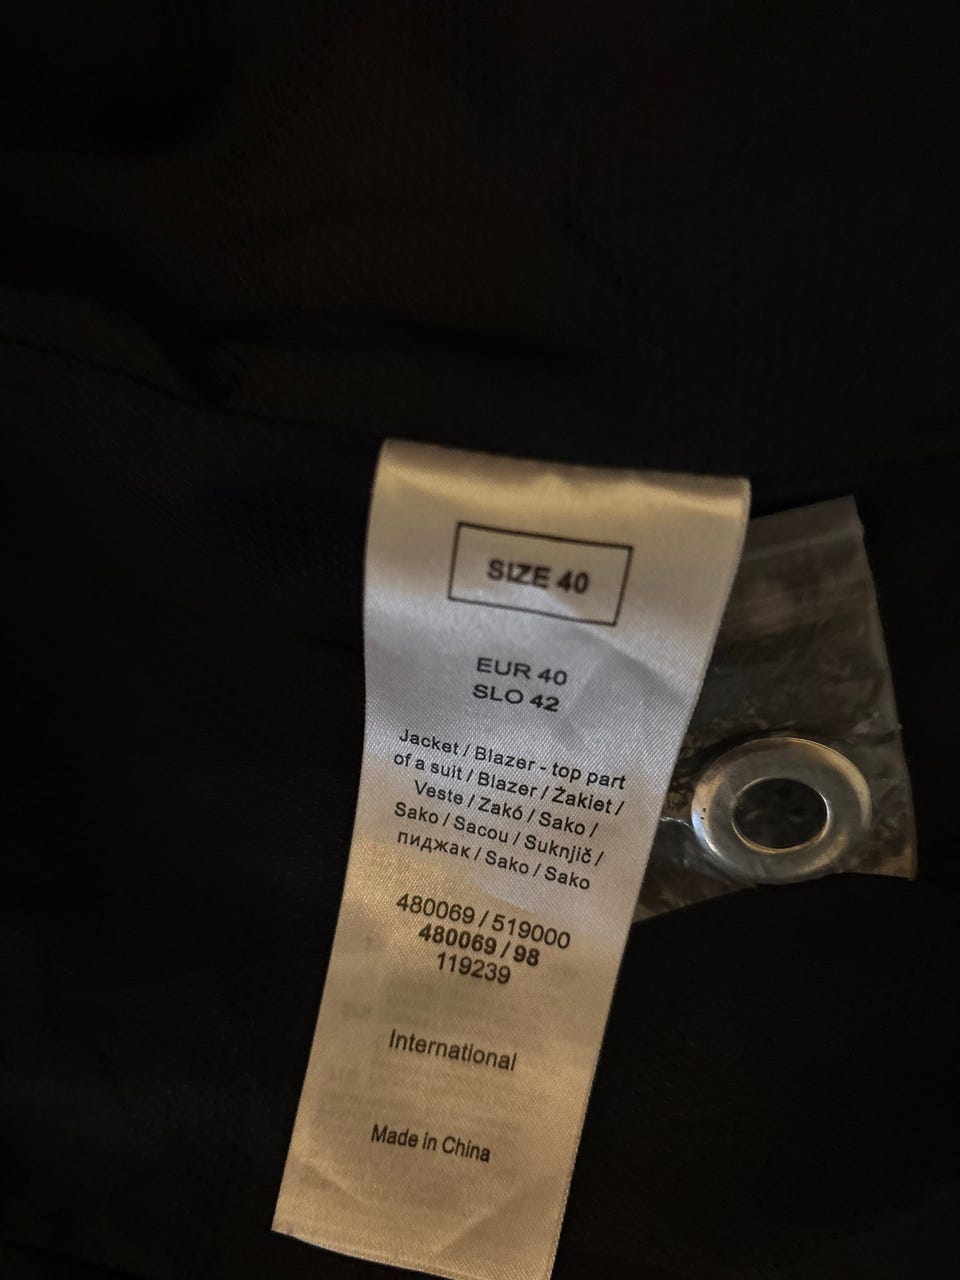 SIZE 40
EUR 40
SLO 42
Jacket / Blazer - top part
of a suit / Blazer / Żakiet /
Veste / Zakó / Sako /
Sako / Sacou / Suknjič /
пиджак / Sako / Sako
480069 / 519000
480069 / 98
119239
International
Made in China